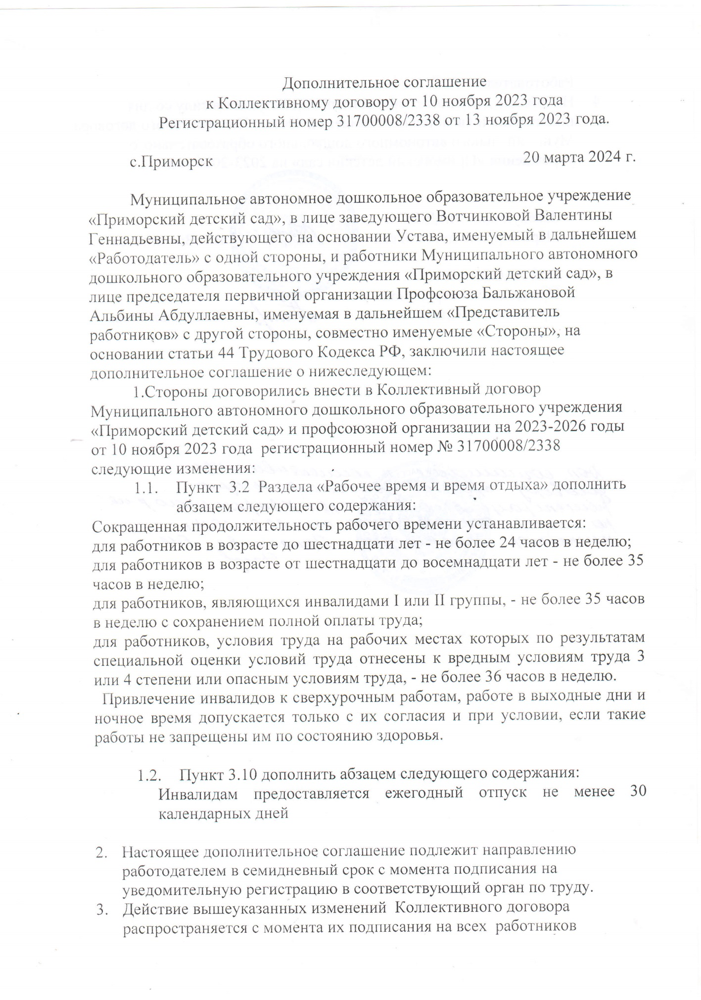 Дополнительное соглашение
к Коллективному договору от 10 ноября 2023 года
Регистрационный номер 31700008/2338 от 13 ноября 2023 года.
с.Приморск 20 марта 2024 г.
Муниципальное автономное дошкольное образовательное учреждение
«Приморский детский сад», в лице заведующего Вотчинковой Валентины
Геннадьевны, действующего на основании Устава, именуемый в дальнейшем
«Работодатель» с одной стороны, и работники Муниципального автономного
дошкольного образовательного учреждения «Приморский детский сад», в
лице председателя первичной организации Профсоюза Бальжановой
Альбины Абдуллаевны, именуемая в дальнейшем «Представитель
работников» с другой стороны, совместно именуемые «Стороны», на
основании статьи 44 Трудового Кодекса РФ, заключили настоящее
дополнительное соглашение о нижеследующем:
1.Стороны договорились внести в Коллективный договор
Муниципального автономного дошкольного образовательного учреждения
«Приморский детский сад» и профсоюзной организации на 2023-2026 годы
от 10 ноября 2023 года регистрационный номер № 31700008/2338
следующие изменения:
1.1. Пункт 3.2 Раздела «Рабочее время и время отдыха» дополнить
абзацем следующего содержания:
Сокращенная продолжительность рабочего времени устанавливается:
для работников в возрасте до шестнадцати лет - не более 24 часов в неделю;
для работников в возрасте от шестнадцати до восемнадцати лет - не более 35
часов в неделю;
для работников, являющихся инвалидами I или II группы, - не более 35 часов
в неделю с сохранением полной оплаты труда;
для работников, условия труда на рабочих местах которых по результатам
специальной оценки условий труда отнесены к вредным условиям труда 3
или 4 степени или опасным условиям труда, - не более 36 часов в неделю.
Привлечение инвалидов к сверхурочным работам, работе в выходные дни и
ночное время допускается только с их согласия и при условии, если такие
работы не запрещены им по состоянию здоровья.
1.2. Пункт 3.10 дополнить абзацем следующего содержания:
Инвалидам предоставляется ежегодный отпуск не менее 30
календарных дней
2. Настоящее дополнительное соглашение подлежит направлению
работодателем в семидневный срок с момента подписания на
уведомительную регистрацию в соответствующий орган по труду.
3. Действие вышеуказанных изменений Коллективного договора
распространяется с момента их подписания на всех работников